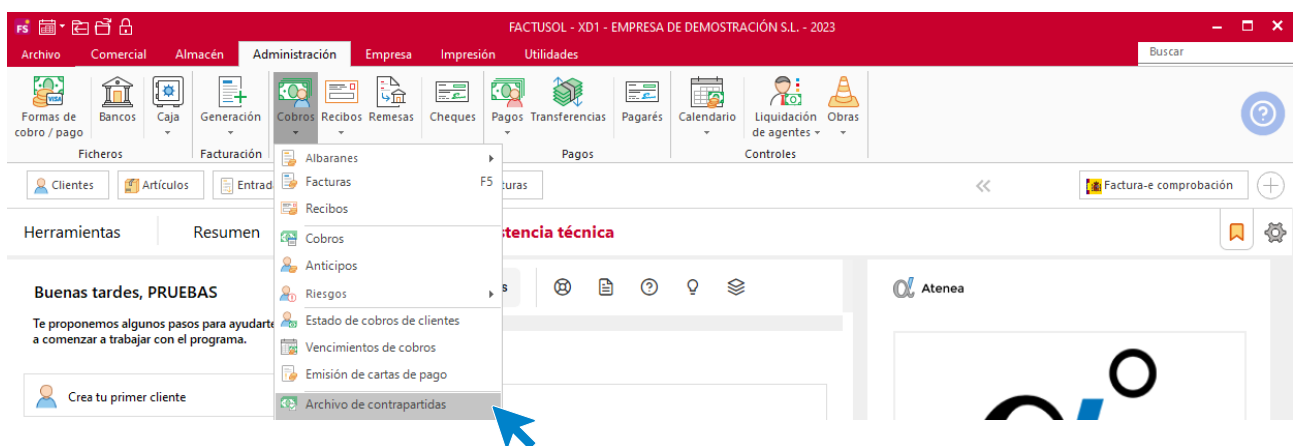 FS
FACTUSOL - XD1 - EMPRESA DE DEMOSTRACIÓN S.L. - 2023
Archivo Comercial Almacén Administración Empresa Impresión Utilidades Buscar
Formas de cobro / pago
Bancos
Caja
Generación
Cobros
Recibos
Remesas
Cheques
Pagos
Transferencias
Pagarés
Calendario
Liquidación de agentes
Obras
Ficheros Facturación Pagos Controles
Clientes Artículos Entrad turas Factura-e comprobación
Albaranes
Facturas F5
Recibos
Cobros
Anticipos
Riesgos
Estado de cobros de clientes
Vencimientos de cobros
Emisión de cartas de pago
Archivo de contrapartidas
Herramientas Resumen stencia técnica
Buenas tardes, PRUEBAS
Te proponemos algunos pasos para ayudarte
a comenzar a trabajar con el programa.
Crea tu primer cliente
s
Atenea